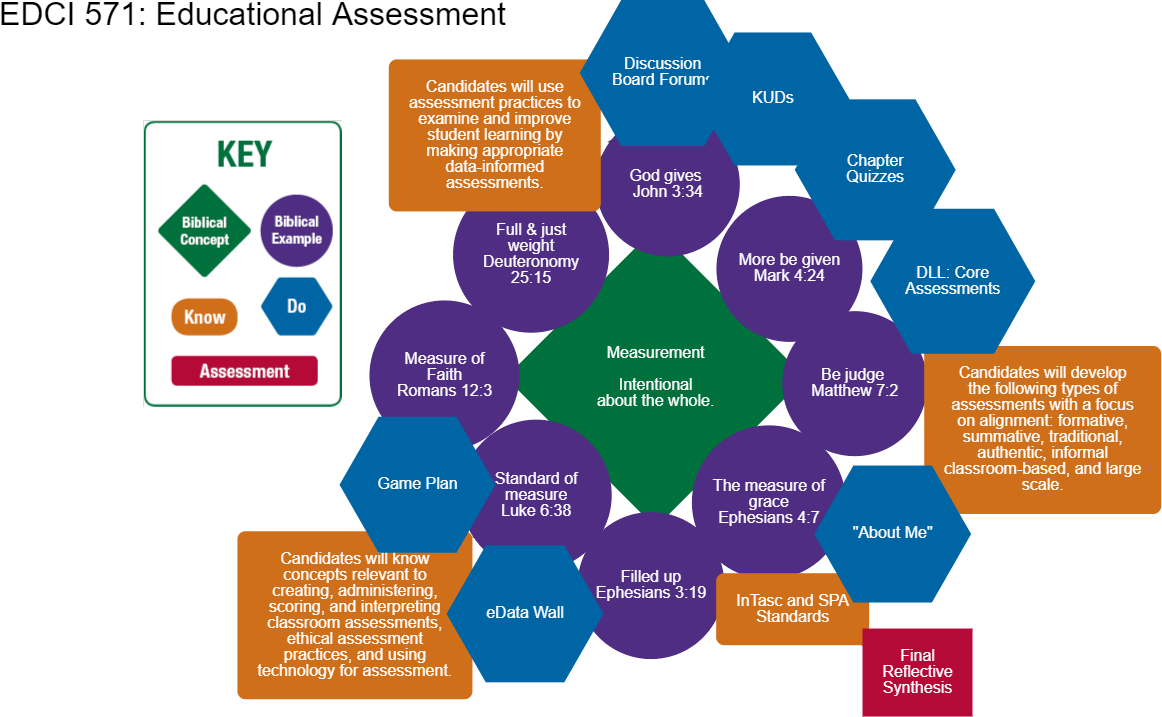 EDCI 571: Educational Assessment
KEY
Biblical
Concept
Biblical
Example
Know
Do
Assessment
Candidates will use
assessment practices to
examine and improve
student learning by
making appropriate
data-informed
assessments.
Discussion
Board Forum
KUDs
Chapter
Quizzes
DLL: Core
Assessments
God gives
John 3:34
Full & just
weight
Deuteronomy
25:15
More be given
Mark 4:24
Measure of
Faith
Romans 12:3
Measurement
Intentional
about the whole.
Be judge
Matthew 7:2
Candidates will develop
the following types of
assessments with a focus
on alignment: formative,
summative, traditional,
authentic, informal
classroom-based, and large
scale.
Game Plan
Standard of
measure
Luke 6:38
The measure of
grace
Ephesians 4:7
"About Me"
Candidates will know
concepts relevant to
creating, administering,
scoring, and interpreting
classroom assessments,
ethical assessment
practices, and using
technology for assessment.
eData Wall
Filled up
Ephesians 3:19
InTasc and SPA
Standards
Final
Reflective
Synthesis